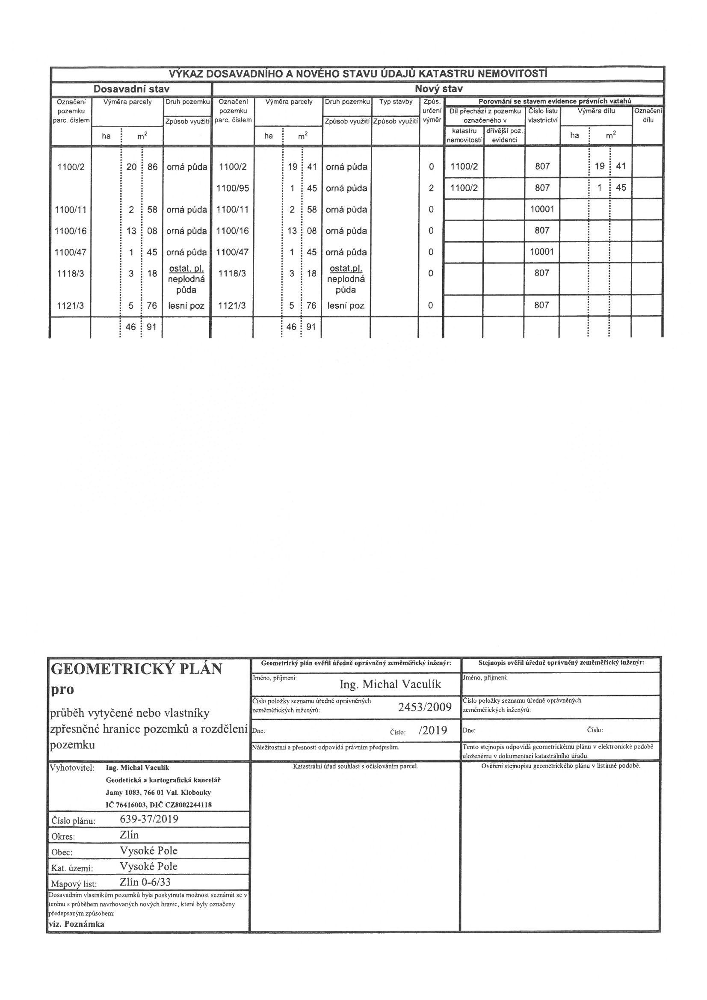 VÝKAZ DOSAVADNÍHO A NOVÉHO STAVU ÚDAJŮ KATASTRU NEMOVITOSTÍ
Dosavadní stav Nový stav
Označení pozemku parc. číslem Výměra parcely ha m² Druh pozemku Způsob využití Označení pozemku parc. číslem Výměra parcely ha m² Druh pozemku Způsob využití Typ stavby Způsob využití Způs. určení výměr Porovnání se stavem evidence právních vztahů
Díl přechází z pozemku označeného v Číslo listu vlastnictví Výměra dílu Označení dílu
katastru nemovitostí dřívější poz. evidenci ha m²
1100/2 20 86 orná půda 1100/2 19 41 orná půda 0 1100/2 807 19 41
1100/95 1 45 orná půda 2 1100/2 807 1 45
1100/11 2 58 orná půda 1100/11 2 58 orná půda 0 10001
1100/16 13 08 orná půda 1100/16 13 08 orná půda 0 807
1100/47 1 45 orná půda 1100/47 1 45 orná půda 0 10001
1118/3 3 18 ostat. pl. neplodná půda 1118/3 3 18 ostat.pl. neplodná půda 0 807
1121/3 5 76 lesní poz 1121/3 5 76 lesní poz 0 807
46 91 46 91
GEOMETRICKÝ PLÁN
pro
průběh vytyčené nebo vlastníky
zpřesněné hranice pozemků a rozdělení
pozemku
Geometrický plán ověřil úředně oprávněný zeměměřický inženýr:
Jméno, příjmení: Ing. Michal Vaculík
Číslo položky seznamu úředně oprávněných
zeměměřických inženýrů: 2453/2009
Dne: Číslo: /2019
Náležitostmi a přesností odpovídá právním předpisům.
Stejnopis ověřil úředně oprávněný zeměměřický inženýr:
Jméno, příjmení:
Číslo položky seznamu úředně oprávněných
zeměměřických inženýrů:
Dne: Číslo:
Tento stejnopis odpovídá geometrickému plánu v elektronické podobě
uloženému v dokumentaci katastrálního úřadu.
Vyhotovitel: Ing. Michal Vaculík
Geodetická a kartografická kancelář
Jamy 1083, 766 01 Val. Klobouky
IČ 76416003, DIČ CZ8002244118
Katastrální úřad souhlasí s očíslováním parcel.
Ověření stejnopisu geometrického plánu v listinné podobě.
Číslo plánu: 639-37/2019
Okres: Zlín
Obec: Vysoké Pole
Kat. území: Vysoké Pole
Mapový list: Zlín 0-6/33
Dosavadním vlastníkům pozemků byla poskytnuta možnost seznámit se v
terénu s průběhem navrhovaných nových hranic, které byly označeny
předepsaným způsobem:
viz. Poznámka